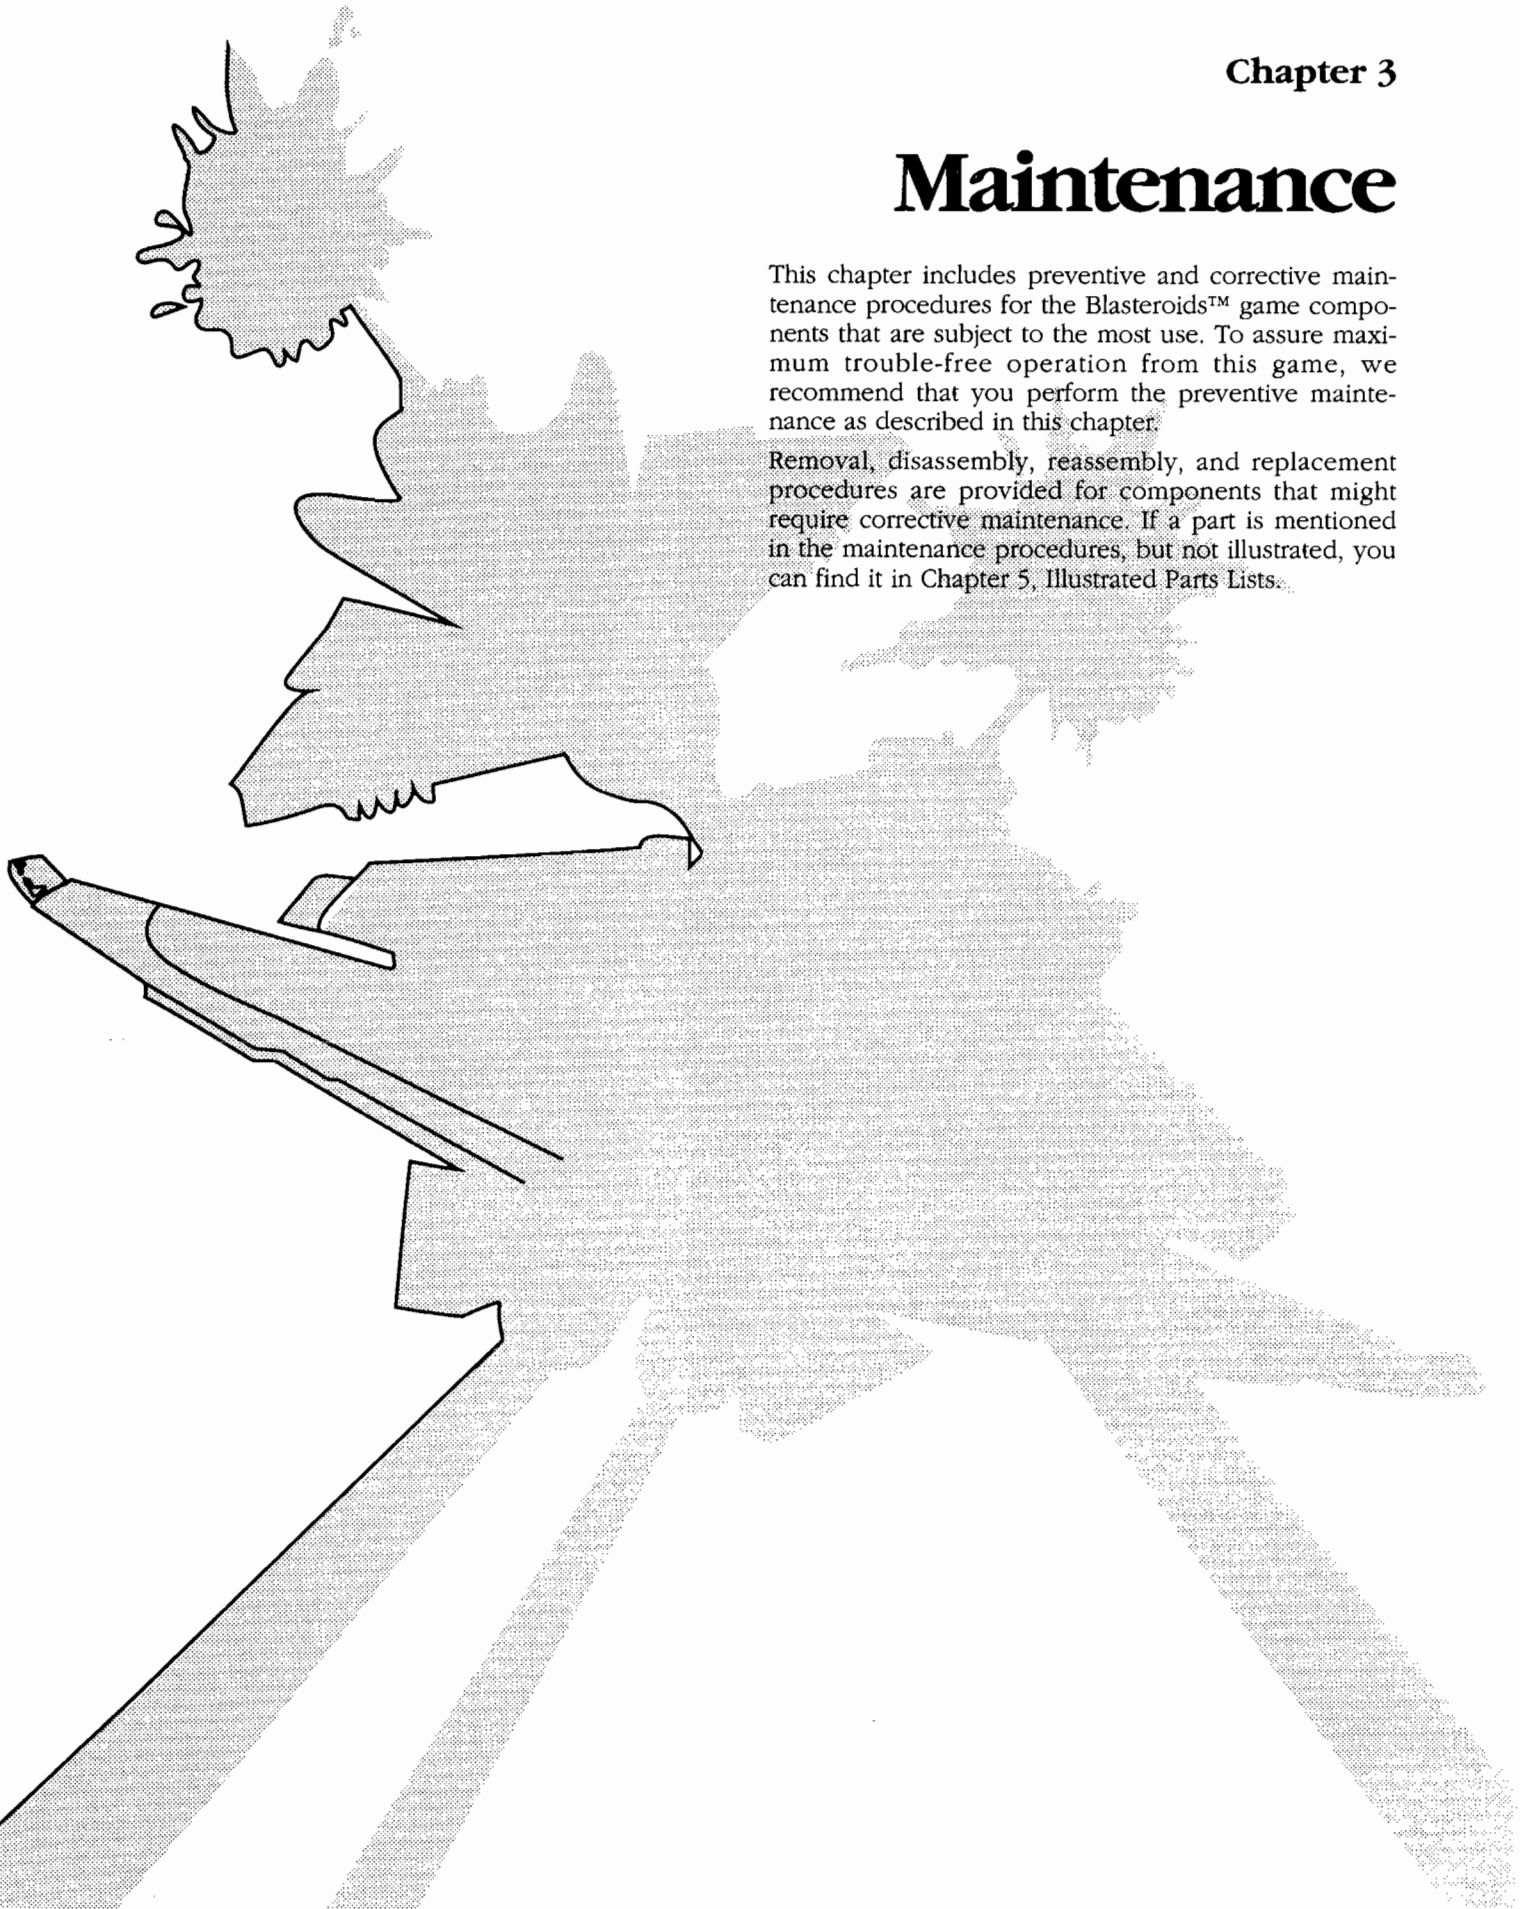 Chapter 3
Maintenance
This chapter includes preventive and corrective main-
tenance procedures for the Blasteroids™ game compo-
nents that are subject to the most use. To assure maxi-
mum trouble-free operation from this game, we
recommend that you perform the preventive mainte-
nance as described in this chapter.
Removal, disassembly, reassembly, and replacement
procedures are provided for components that might
require corrective maintenance. If a part is mentioned
in the maintenance procedures, but not illustrated, you
can find it in Chapter 5, Illustrated Parts Lists.